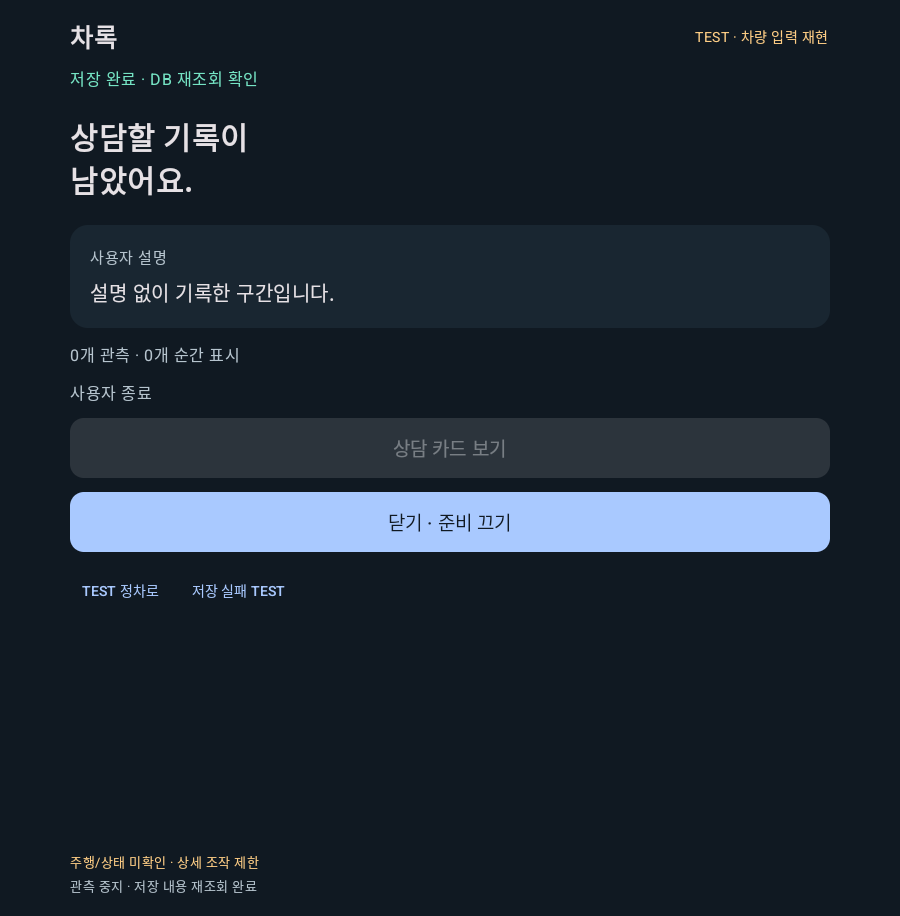 차록
TEST · 차량 입력 재현
저장 완료 · DB 재조회 확인
상담할 기록이
남았어요.
사용자 설명
설명 없이 기록한 구간입니다.
0개 관측 · 0개 순간 표시
사용자 종료
상담 카드 보기
닫기 · 준비 끄기
TEST 정차로
저장 실패 TEST
주행/상태 미확인 · 상세 조작 제한
관측 중지 · 저장 내용 재조회 완료